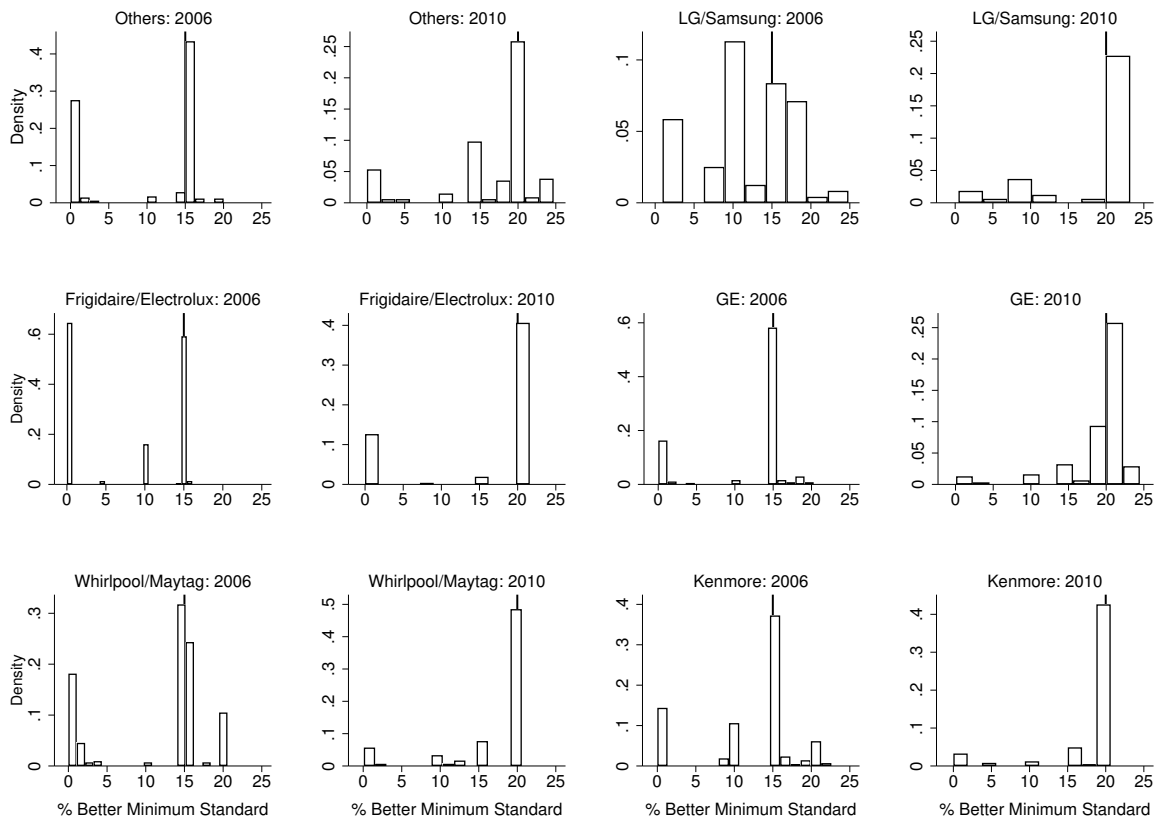 Others: 2006
Density
0 .1 .2 .3 .4
0 5 10 15 20 25
Others: 2010
0 .05 .1 .15 .2 .25
0 5 10 15 20 25
LG/Samsung: 2006
0 .05 .1
0 5 10 15 20 25
LG/Samsung: 2010
0 .05 .1 .15 .2 .25
0 5 10 15 20 25
Frigidaire/Electrolux: 2006
Density
0 .2 .4 .6
0 5 10 15 20 25
Frigidaire/Electrolux: 2010
0 .1 .2 .3 .4
0 5 10 15 20 25
GE: 2006
0 .2 .4 .6
0 5 10 15 20 25
GE: 2010
0 .05 .1 .15 .2 .25
0 5 10 15 20 25
Whirlpool/Maytag: 2006
Density
0 .1 .2 .3
0 5 10 15 20 25
% Better Minimum Standard
Whirlpool/Maytag: 2010
0 .1 .2 .3 .4 .5
0 5 10 15 20 25
% Better Minimum Standard
Kenmore: 2006
0 .1 .2 .3 .4
0 5 10 15 20 25
% Better Minimum Standard
Kenmore: 2010
0 .1 .2 .3 .4
0 5 10 15 20 25
% Better Minimum Standard